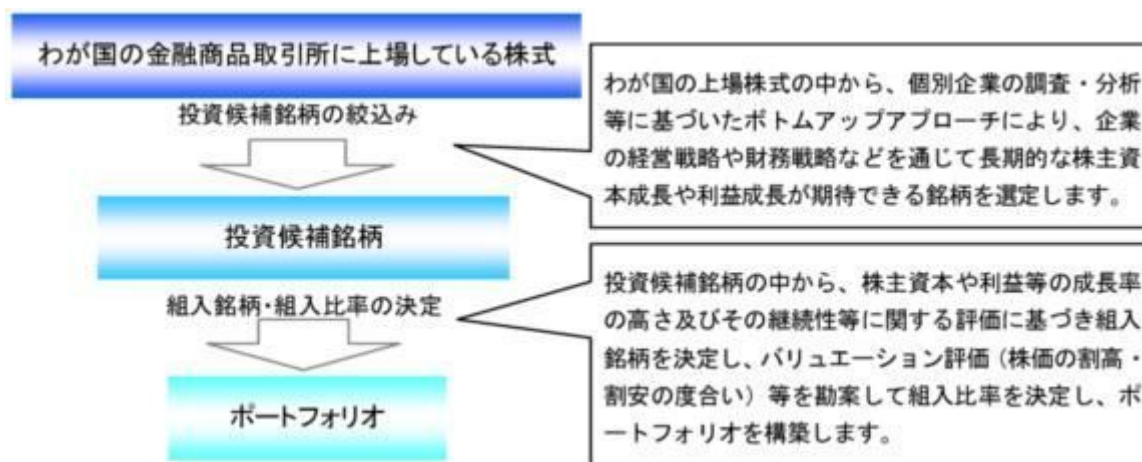 わが国の金融商品取引所に上場している株式
投資候補銘柄の絞込み
わが国の上場株式の中から、個別企業の調査・分析
等に基づいたボトムアップアプローチにより、企業
の経営戦略や財務戦略などを通じて長期的な株主資
本成長や利益成長が期待できる銘柄を選定します。
投資候補銘柄
組入銘柄・組入比率の決定
投資候補銘柄の中から、株主資本や利益等の成長率
の高さ及びその継続性等に関する評価に基づき組入
銘柄を決定し、バリュエーション評価（株価の割高・
割安の度合い）等を勘案して組入比率を決定し、ポ
ートフォリオを構築します。
ポートフォリオ